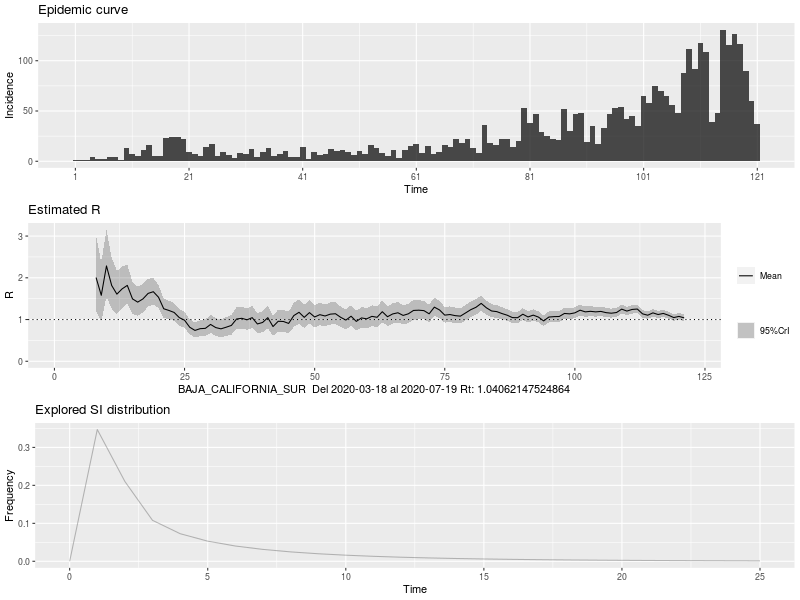 Epidemic curve
Incidence
100
50
0
1 21 41 61 81 101 121
Time
Estimated R
R
3
2
1
0
0 25 50 75 100 125
BAJA_CALIFORNIA_SUR Del 2020-03-18 al 2020-07-19 Rt: 1.04062147524864
Mean
95%CrI
Explored SI distribution
Frequency
0.3
0.2
0.1
0.0
0 5 10 15 20 25
Time